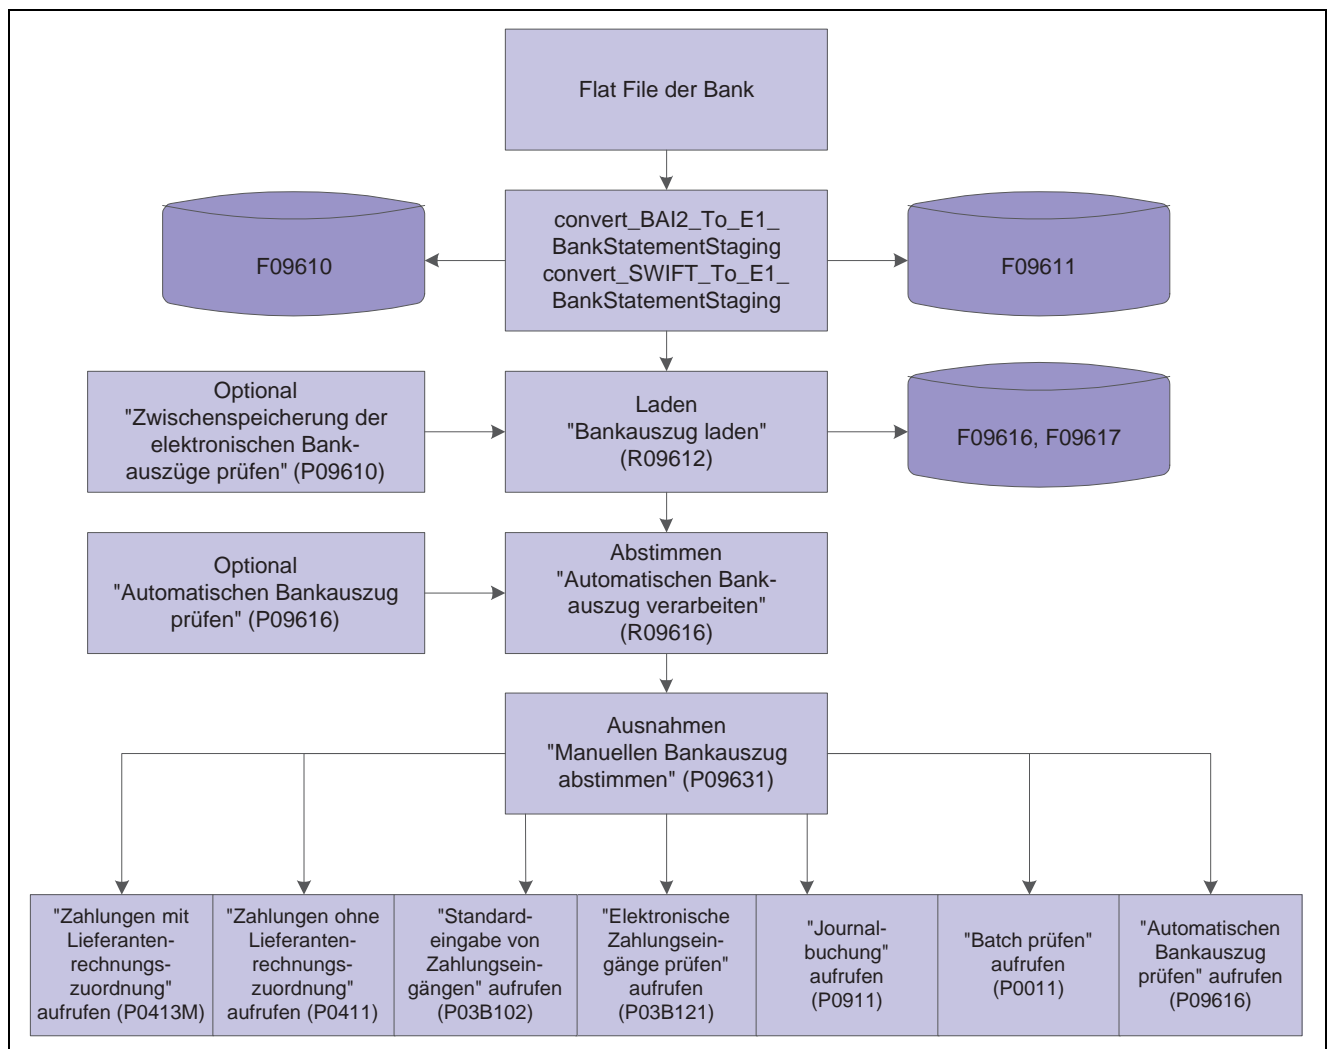 Flat File der Bank
F09610
convert_BAI2_To_E1_
BankStatementStaging
convert_SWIFT_To_E1_
BankStatementStaging
F09611
Optional
"Zwischenspeicherung der
elektronischen Bank-
auszüge prüfen" (P09610)
Laden
"Bankauszug laden"
(R09612)
F09616, F09617
Optional
"Automatischen Bankauszug
prüfen" (P09616)
Abstimmen
"Automatischen Bank-
auszug verarbeiten"
(R09616)
Ausnahmen
"Manuellen Bankauszug
abstimmen" (P09631)
"Zahlungen mit
Lieferanten-
rechnungs-
zuordnung"
aufrufen (P0413M)
"Zahlungen ohne
Lieferanten-
rechnungs-
zuordnung"
aufrufen (P0411)
"Standard-
eingabe von
Zahlungsein-
gängen" aufrufen
(P03B102)
"Elektronische
Zahlungsein-
gänge prüfen"
aufrufen
(P03B121)
"Journal-
buchung"
aufrufen
(P0911)
"Batch prüfen"
aufrufen
(P0011)
"Automatischen
Bankauszug
prüfen" aufrufen
(P09616)